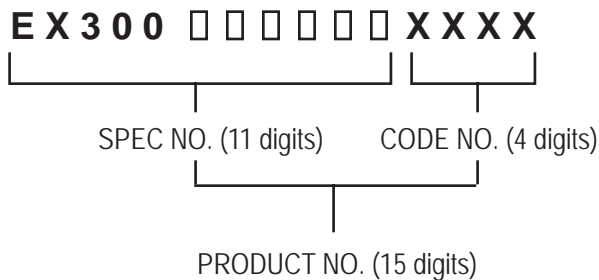 EX300 ▯▯▯▯▯▯ XXXX
SPEC NO. (11 digits) CODE NO. (4 digits)
PRODUCT NO. (15 digits)